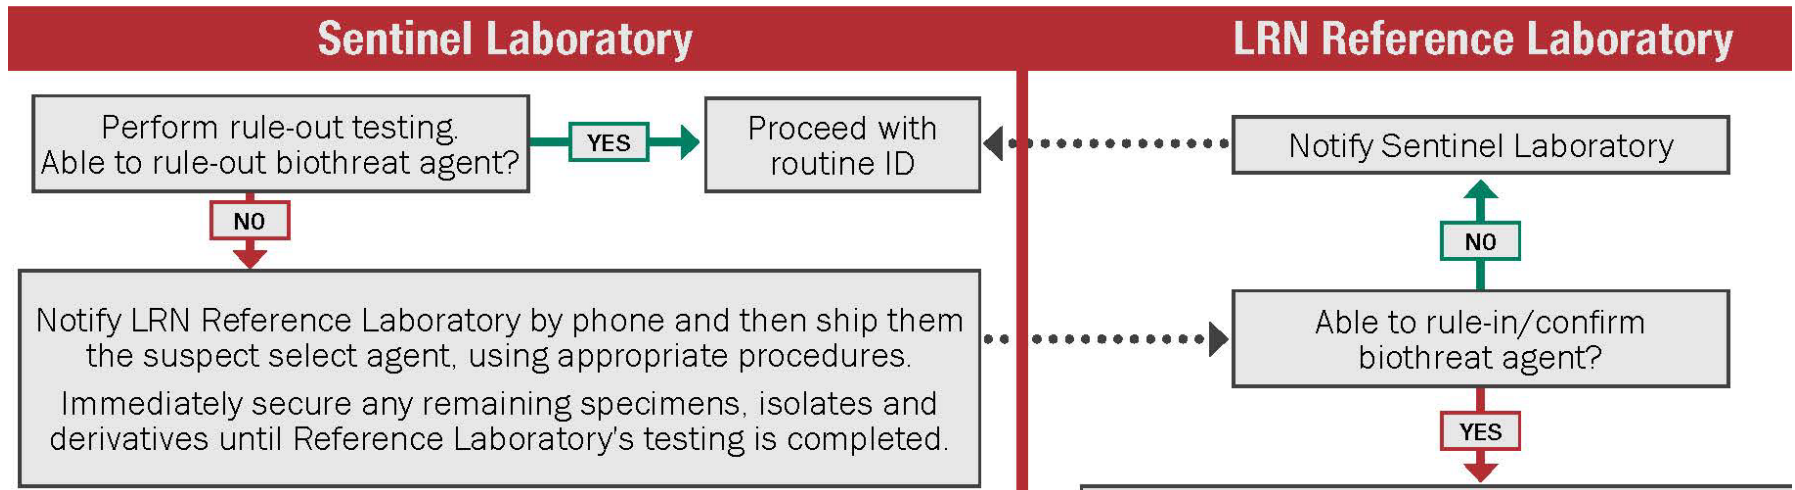 Sentinel Laboratory
LRN Reference Laboratory
Perform rule-out testing.
Able to rule-out biothreat agent?
YES
Proceed with
routine ID
Notify Sentinel Laboratory
NO
NO
Notify LRN Reference Laboratory by phone and then ship them
the suspect select agent, using appropriate procedures.
Immediately secure any remaining specimens, isolates and
derivatives until Reference Laboratory's testing is completed.
Able to rule-in/confirm
biothreat agent?
YES